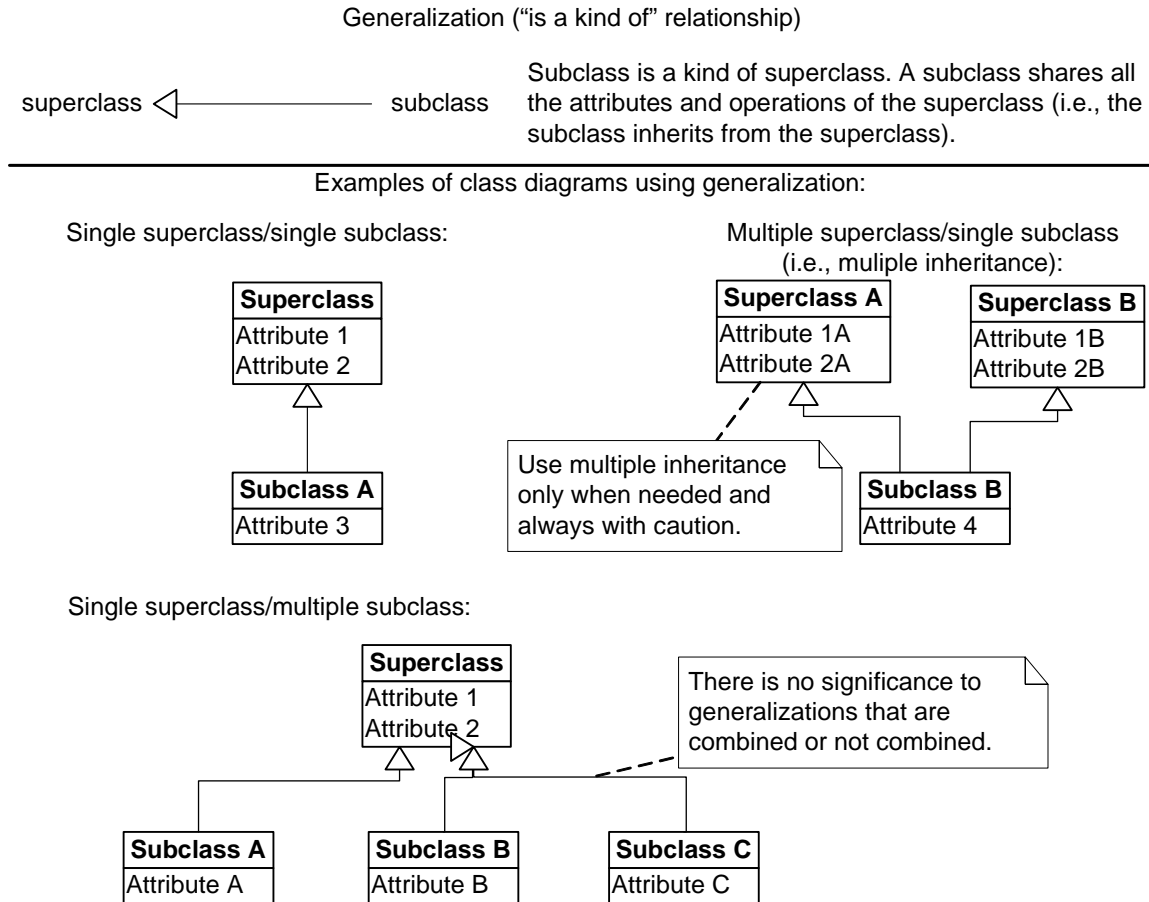 Generalization (“is a kind of” relationship)
superclass
subclass
Subclass is a kind of superclass. A subclass shares all
the attributes and operations of the superclass (i.e., the
subclass inherits from the superclass).
Examples of class diagrams using generalization:
Single superclass/single subclass:
Superclass
Attribute 1
Attribute 2
Subclass A
Attribute 3
Multiple superclass/single subclass
(i.e., muliple inheritance):
Superclass A
Attribute 1A
Attribute 2A
Superclass B
Attribute 1B
Attribute 2B
Use multiple inheritance
only when needed and
always with caution.
Subclass B
Attribute 4
Single superclass/multiple subclass:
Superclass
Attribute 1
Attribute 2
There is no significance to
generalizations that are
combined or not combined.
Subclass A
Attribute A
Subclass B
Attribute B
Subclass C
Attribute C